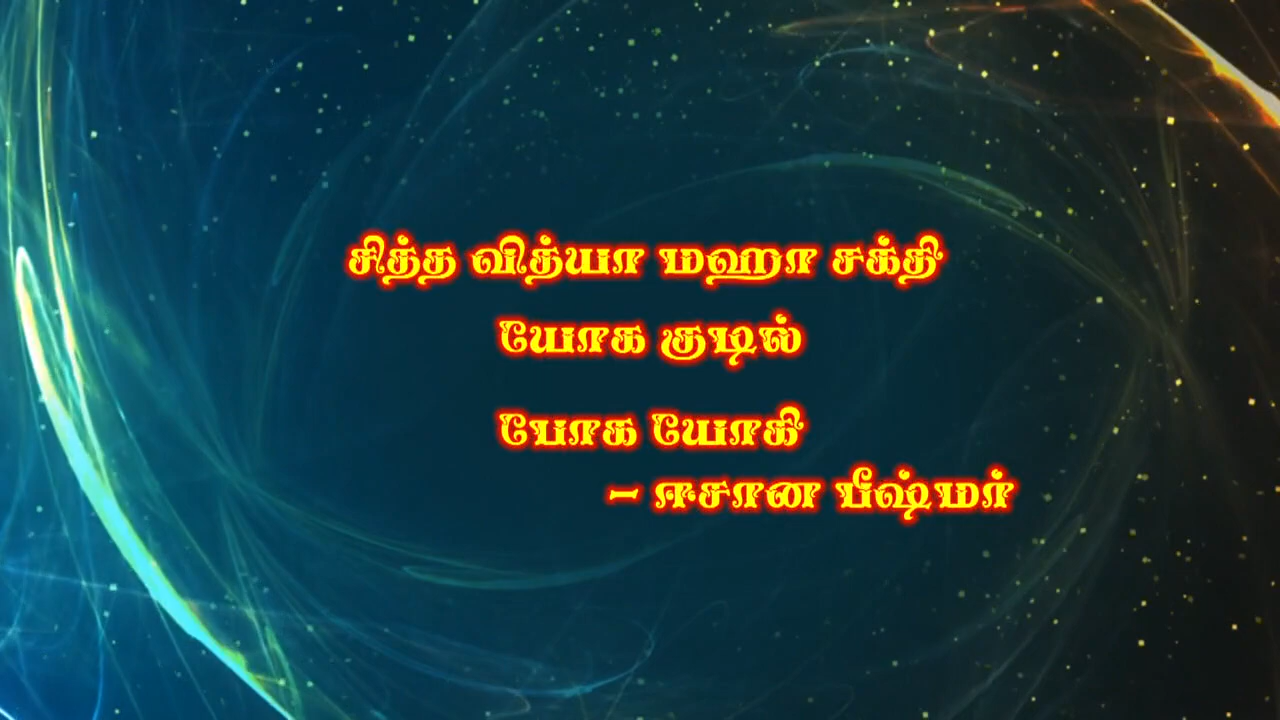 சித்த வித்யா மஹா சக்தி
யோக குடில்
போக யோகி
- ஈசான பீஷ்மர்